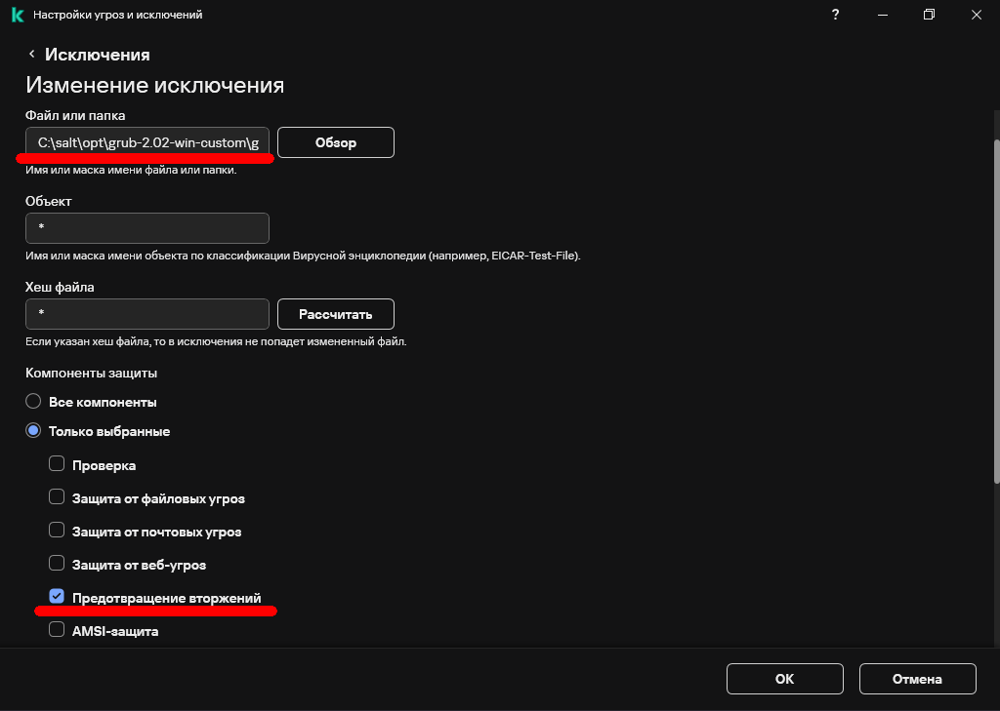 Настройки угроз и исключений
?
Исключения
Изменение исключения
Файл или папка
C:\salt\opt\grub-2.02-win-custom\g
Обзор
Имя или маска имени файла или папки.
Объект
*
Имя или маска имени объекта по классификации Вирусной энциклопедии (например, EICAR-Test-File).
Хеш файла
*
Рассчитать
Если указан хеш файла, то в исключения не попадет измененный файл.
Компоненты защиты
Все компоненты
Только выбранные
Проверка
Защита от файловых угроз
Защита от почтовых угроз
Защита от веб-угроз
Предотвращение вторжений
AMSI-защита
ОК
Отмена